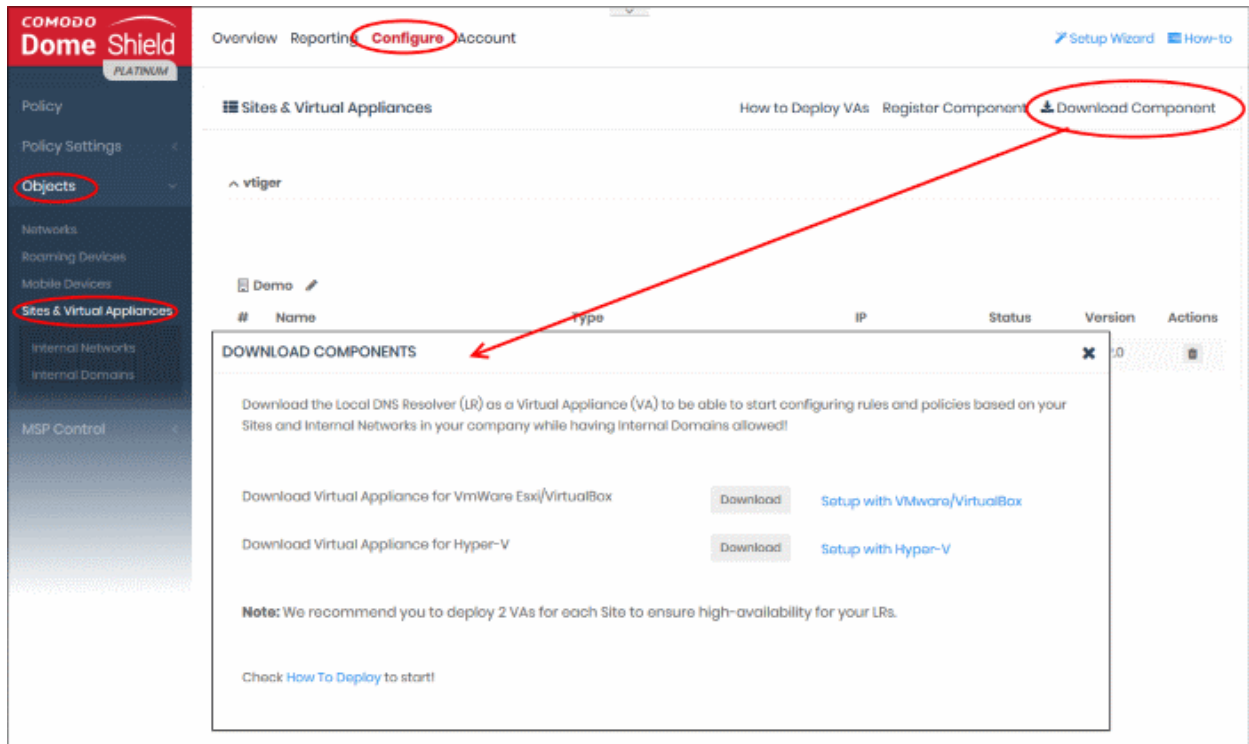 COMODO
Dome Shield
PLATINUM
Overview Reporting Configure Account
Setup Wizard How-to
Policy
Policy Settings
Objects
Networks
Roaming Devices
Mobile Devices
Sites & Virtual Appliances
Internal Networks
Internal Domains
MSP Control
Sites & Virtual Appliances
How to Deploy VAs Register Component Download Component
vtiger
Demo
# Name Type IP Status Version Actions
DOWNLOAD COMPONENTS
Download the Local DNS Resolver (LR) as a Virtual Appliance (VA) to be able to start configuring rules and policies based on your
Sites and Internal Networks in your company while having Internal Domains allowed!
Download Virtual Appliance for VmWare Esxi/VirtualBox Download Setup with VMware/VirtualBox
Download Virtual Appliance for Hyper-V Download Setup with Hyper-V
Note: We recommend you to deploy 2 VAs for each Site to ensure high-availability for your LRs.
Check How To Deploy to start!